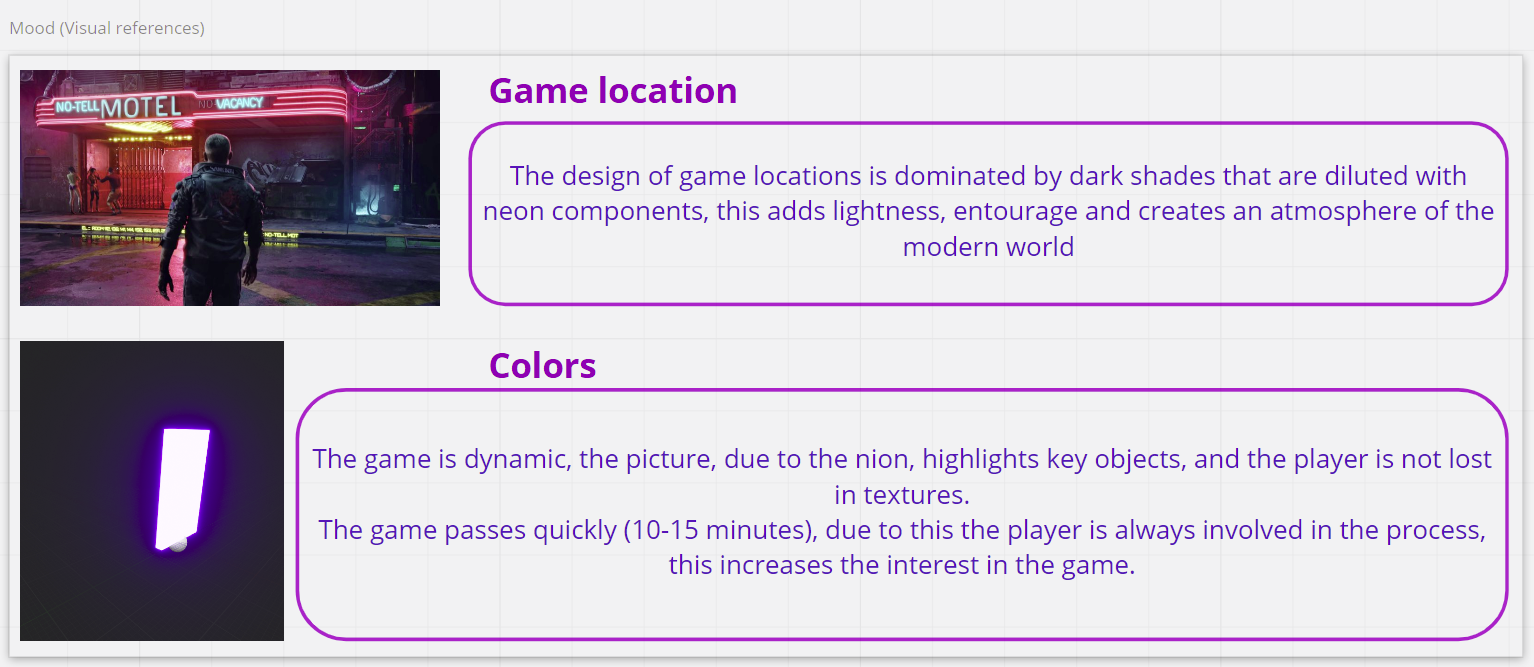 Mood (Visual references)
NO-TELL MOTEL NO VACANCY
Game location
The design of game locations is dominated by dark shades that are diluted with
neon components, this adds lightness, entourage and creates an atmosphere of the
modern world
Colors
The game is dynamic, the picture, due to the nion, highlights key objects, and the player is not lost
in textures.
The game passes quickly (10-15 minutes), due to this the player is always involved in the process,
this increases the interest in the game.